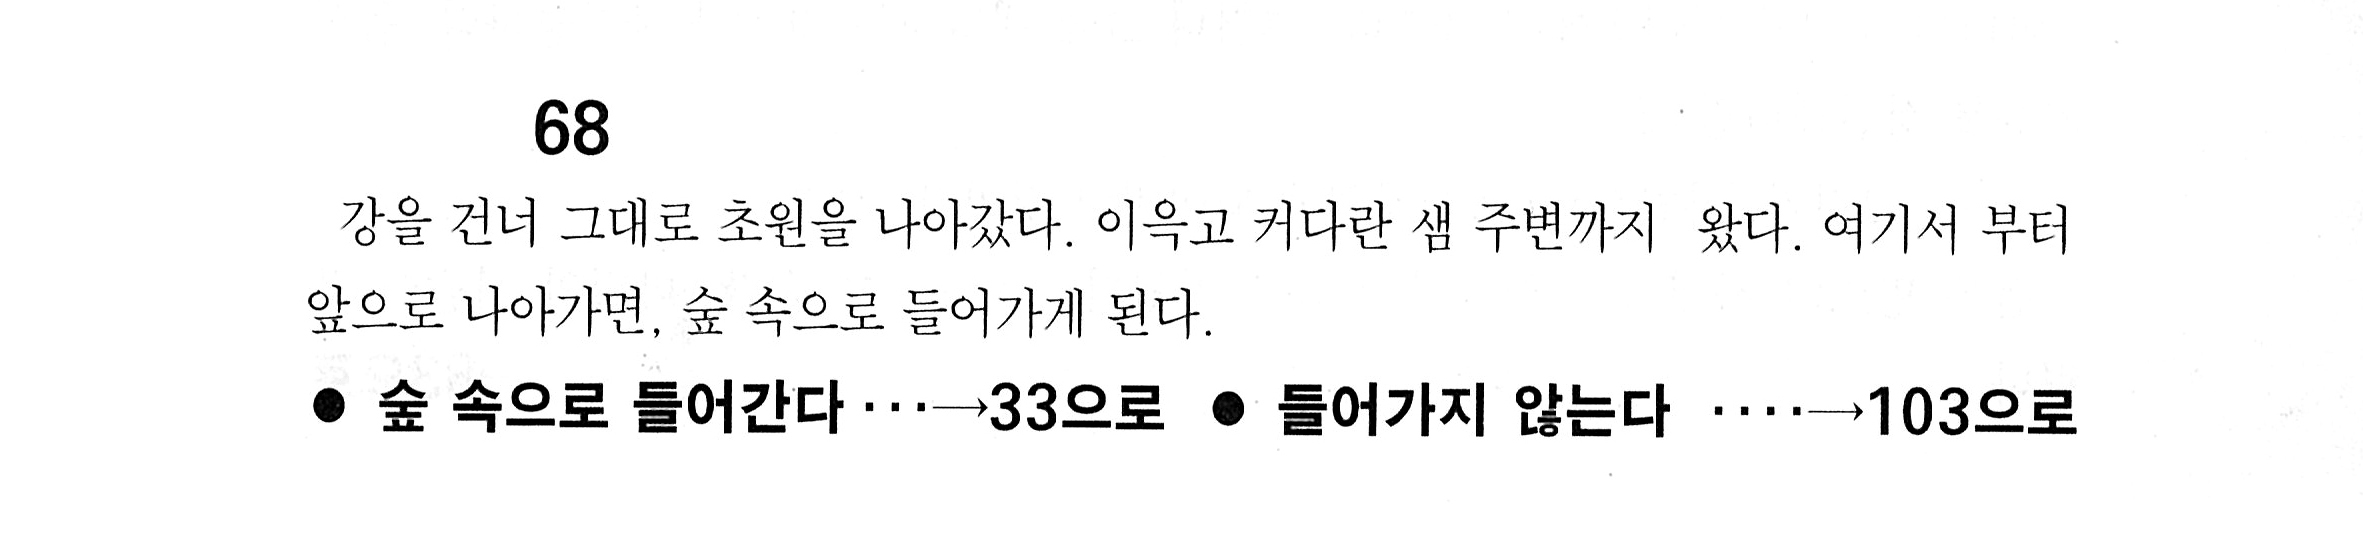 68
강을 건너 그대로 초원을 나아갔다. 이윽고 커다란 샘 주변까지 왔다. 여기서 부터
앞으로 나아가면, 숲 속으로 들어가게 된다.
● 숲 속으로 들어간다 ···→33으로 ● 들어가지 않는다 ····→103으로